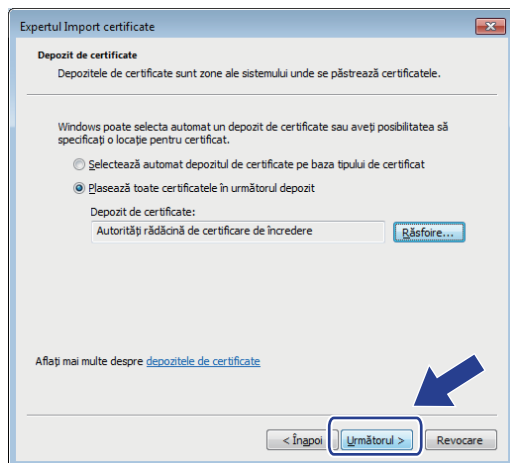 Expertul Import certificate
Depozit de certificate
Depozitele de certificate sunt zone ale sistemului unde se păstrează certificatele.
Windows poate selecta automat un depozit de certificate sau aveți posibilitatea să
specificați o locație pentru certificat.
Selectează automat depozitul de certificate pe baza tipului de certificat
Plasează toate certificatele în următorul depozit
Depozit de certificate:
Autorități rădăcină de certificare de încredere Răsfoire...
Aflați mai multe despre depozitele de certificate
< Înapoi Următorul > Revocare